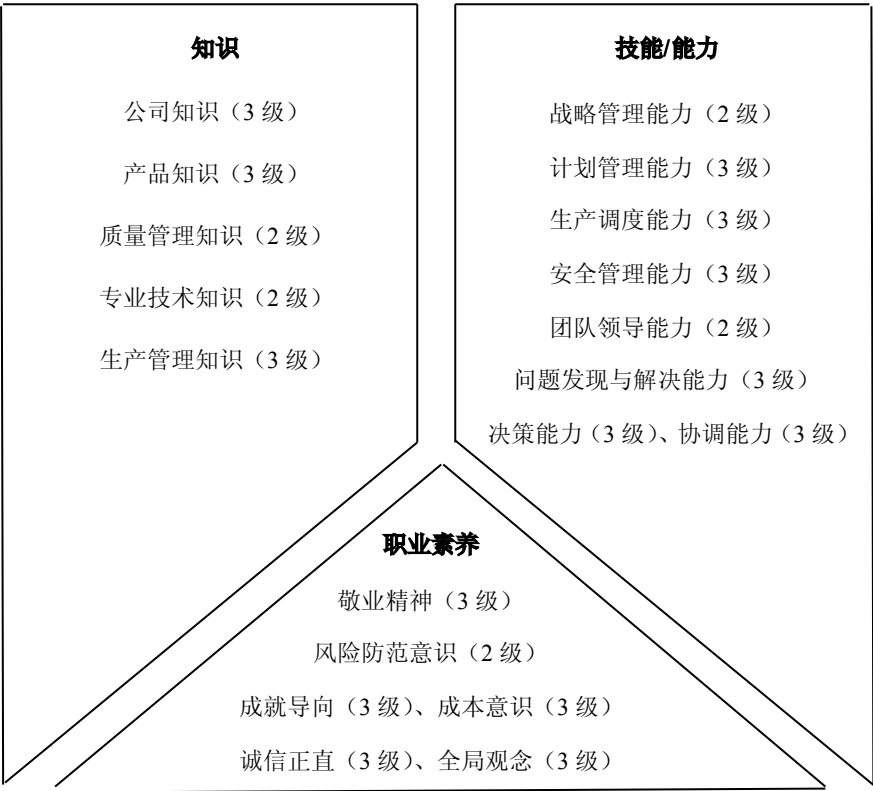 知识
公司知识（3 级）
产品知识（3 级）
质量管理知识（2 级）
专业技术知识（2 级）
生产管理知识（3 级）
技能/能力
战略管理能力（2 级）
计划管理能力（3 级）
生产调度能力（3 级）
安全管理能力（3 级）
团队领导能力（2 级）
问题发现与解决能力（3 级）
决策能力（3 级）、协调能力（3 级）
职业素养
敬业精神（3 级）
风险防范意识（2 级）
成就导向（3 级）、成本意识（3 级）
诚信正直（3 级）、全局观念（3 级）